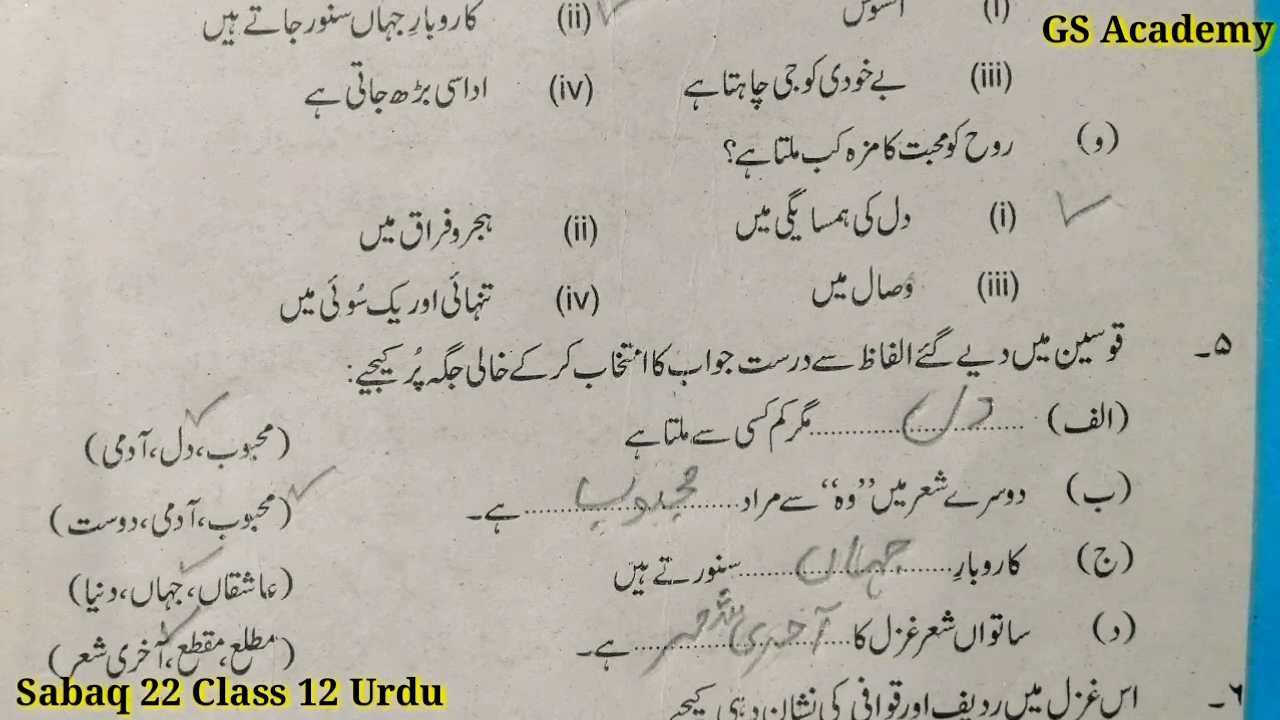 GS Academy
(i) افسوس (ii) کاروبارِ جہاں سنور جاتے ہیں
(iii) بے خودی کو جی چاہتا ہے (iv) اداسی بڑھ جاتی ہے
(و) روح کو محبت کا مزہ کب ملتا ہے؟
(i) دل کی ہمسائیگی میں (ii) ہجر و فراق میں
(iii) وصال میں (iv) تنہائی اور یک سُوئی میں
۵۔ قوسین میں دیے گئے الفاظ سے درست جواب کا انتخاب کر کے خالی جگہ پُر کیجیے:
(الف) ......دل...... مگر کم کسی سے ملتا ہے (محبوب، دل، آدمی)
(ب) دوسرے شعر میں ”وہ“ سے مراد ......محبوب...... ہے۔ (محبوب، آدمی، دوست)
(ج) کاروبارِ ......جہاں...... سنورتے ہیں (عاشقاں، جہاں، دنیا)
(د) ساتواں شعر غزل کا ......آخری شعر...... ہے۔ (مطلع، مقطع، آخری شعر)
۶۔ اس غزل میں ردیف اور قوافی کی نشان دہی کیجیے
Sabaq 22 Class 12 Urdu